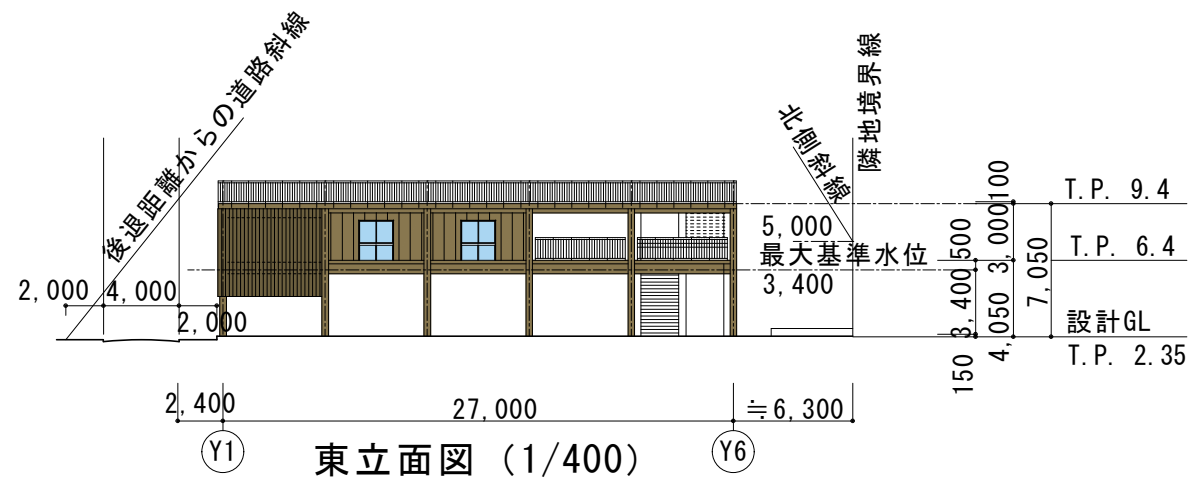 後退距離からの道路斜線
北側斜線
隣地境界線
2,000
4,000
2,000
5,000
最大基準水位
3,400
100
500
3,000
3,400
4,050
150
7,050
T.P. 9.4
T.P. 6.4
設計GL
T.P. 2.35
2,400
27,000
≒6,300
Y1
Y6
東立面図 (1/400)